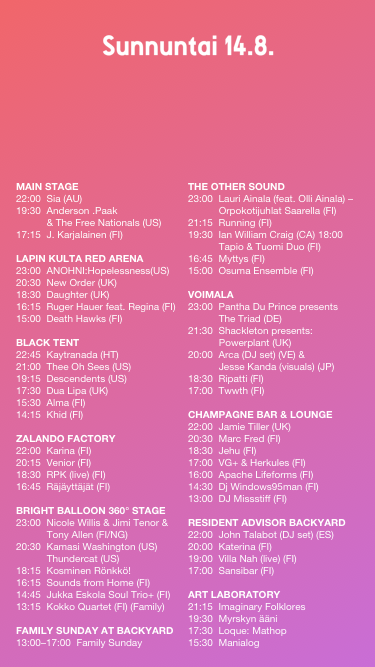 Sunnuntai 14.8.
MAIN STAGE
22:00 Sia (AU)
19:30 Anderson .Paak
& The Free Nationals (US)
17:15 J. Karjalainen (FI)
LAPIN KULTA RED ARENA
23:00 ANOHNI:Hopelessness(US)
20:30 New Order (UK)
18:30 Daughter (UK)
16:15 Ruger Hauer feat. Regina (FI)
15:00 Death Hawks (FI)
BLACK TENT
22:45 Kaytranada (HT)
21:00 Thee Oh Sees (US)
19:15 Descendents (US)
17:30 Dua Lipa (UK)
15:30 Alma (FI)
14:15 Khid (FI)
ZALANDO FACTORY
22:00 Karina (FI)
20:15 Venior (FI)
18:30 RPK (live) (FI)
16:45 Räjäyttäjät (FI)
BRIGHT BALLOON 360° STAGE
23:00 Nicole Willis & Jimi Tenor &
Tony Allen (FI/NG)
20:30 Kamasi Washington (US)
Thundercat (US)
18:15 Kosminen Rönkkö!
16:15 Sounds from Home (FI)
14:45 Jukka Eskola Soul Trio+ (FI)
13:15 Kokko Quartet (FI) (Family)
FAMILY SUNDAY AT BACKYARD
13:00–17:00 Family Sunday
THE OTHER SOUND
23:00 Lauri Ainala (feat. Olli Ainala) –
Orpokotijuhlat Saarella (FI)
21:15 Running (FI)
19:30 Ian William Craig (CA) 18:00
Tapio & Tuomi Duo (FI)
16:45 Myttys (FI)
15:00 Osuma Ensemble (FI)
VOIMALA
23:00 Pantha Du Prince presents
The Triad (DE)
21:30 Shackleton presents:
Powerplant (UK)
20:00 Arca (DJ set) (VE) &
Jesse Kanda (visuals) (JP)
18:30 Ripatti (FI)
17:00 Twwth (FI)
CHAMPAGNE BAR & LOUNGE
22:00 Jamie Tiller (UK)
20:30 Marc Fred (FI)
18:30 Jehu (FI)
17:00 VG+ & Herkules (FI)
16:00 Apache Lifeforms (FI)
14:30 Dj Windows95man (FI)
13:00 DJ Missstiff (FI)
RESIDENT ADVISOR BACKYARD
22:00 John Talabot (DJ set) (ES)
20:00 Katerina (FI)
19:00 Villa Nah (live) (FI)
17:00 Sansibar (FI)
ART LABORATORY
21:15 Imaginary Folklores
19:30 Myrskyn ääni
17:30 Loque: Mathop
15:30 Manialog